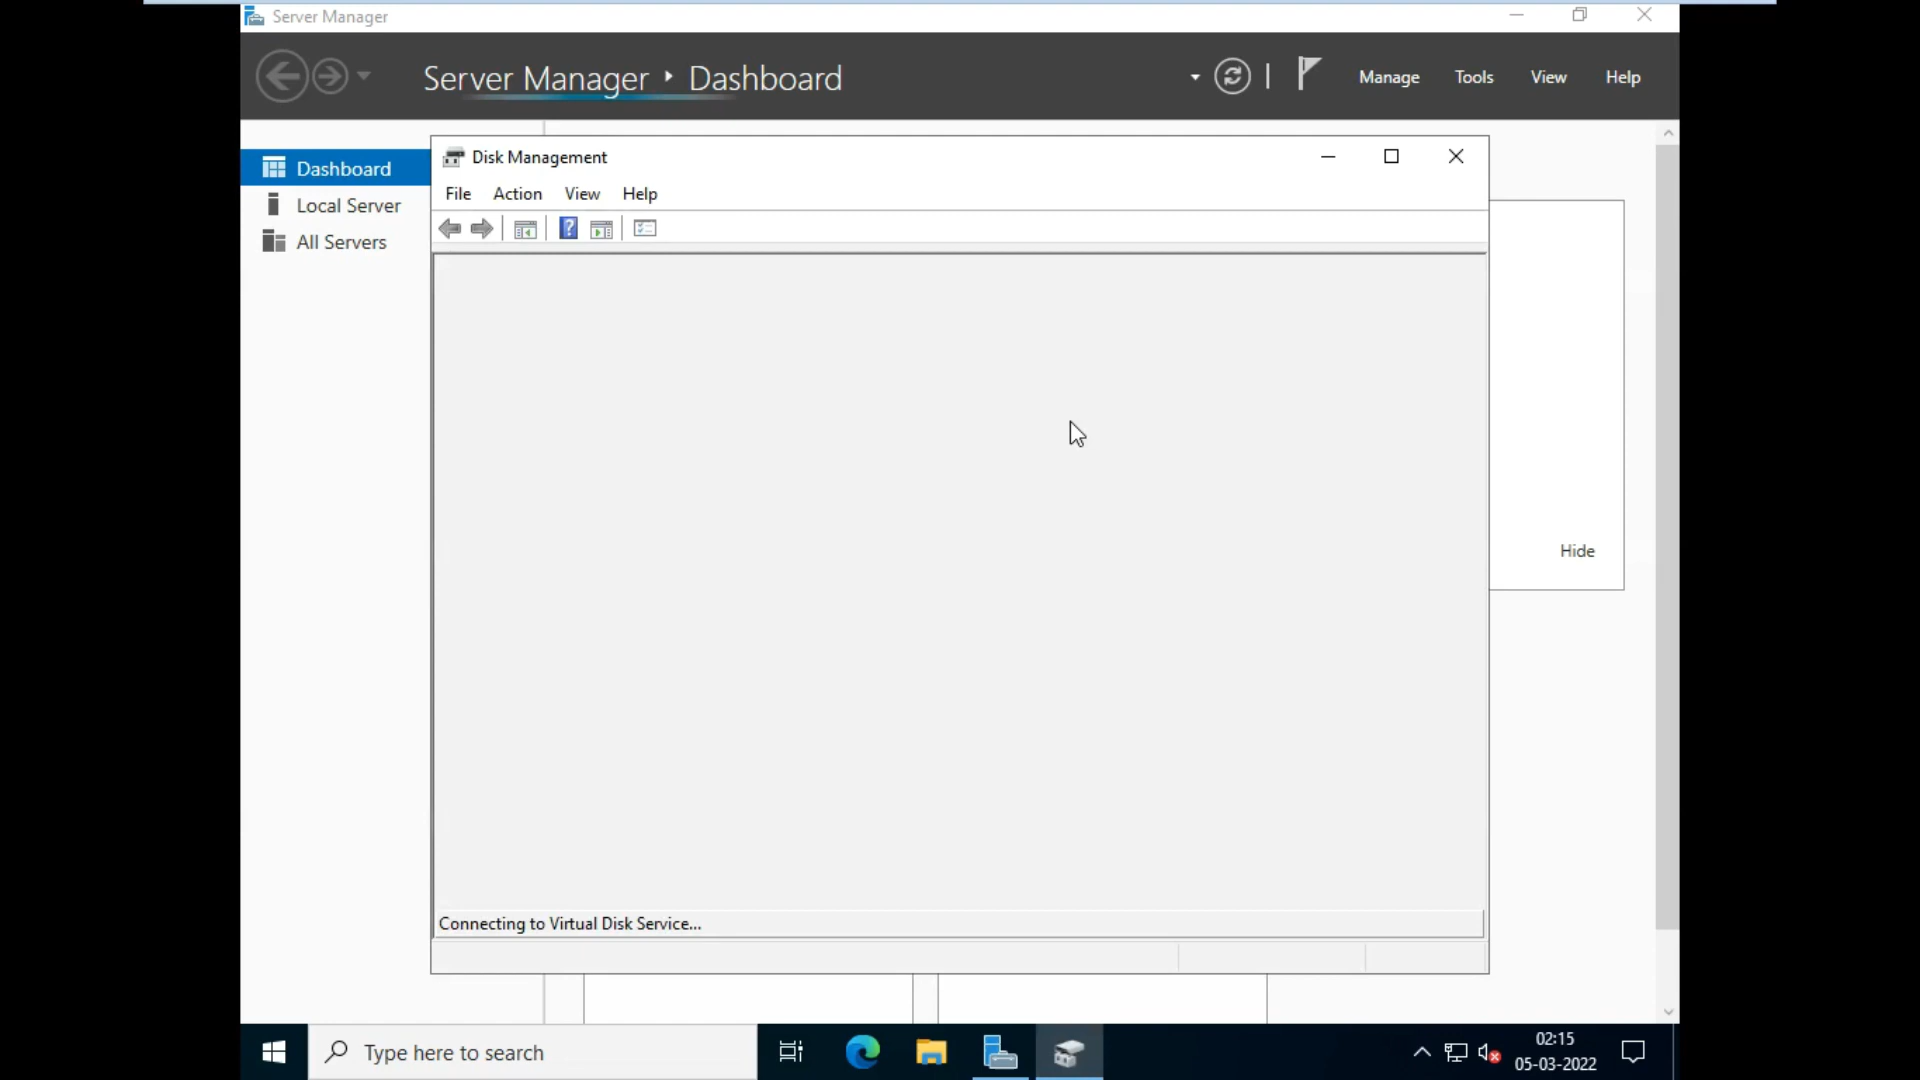 Server Manager
Server Manager Dashboard
Manage Tools View Help
Dashboard
Local Server
All Servers
Disk Management
File Action View Help
Hide
Connecting to Virtual Disk Service...
Type here to search
02:15
05-03-2022